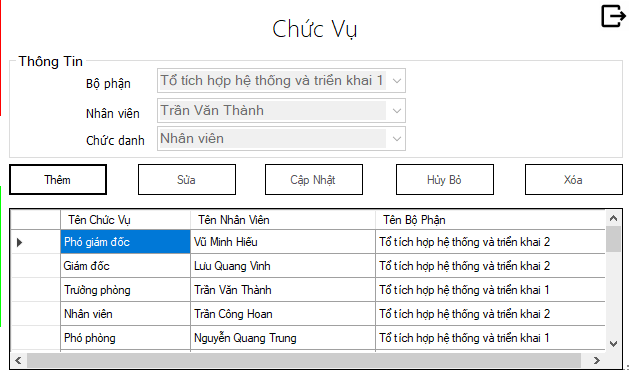 Chức Vụ
Thông Tin
Bộ phận Tổ tích hợp hệ thống và triển khai 1
Nhân viên Trần Văn Thành
Chức danh Nhân viên
Thêm Sửa Cập Nhật Hủy Bỏ Xóa
Tên Chức Vụ Tên Nhân Viên Tên Bộ Phận
Phó giám đốc Vũ Minh Hiếu Tổ tích hợp hệ thống và triển khai 2
Giám đốc Lưu Quang Vinh Tổ tích hợp hệ thống và triển khai 2
Trưởng phòng Trần Văn Thành Tổ tích hợp hệ thống và triển khai 1
Nhân viên Trần Công Hoan Tổ tích hợp hệ thống và triển khai 2
Phó phòng Nguyễn Quang Trung Tổ tích hợp hệ thống và triển khai 1